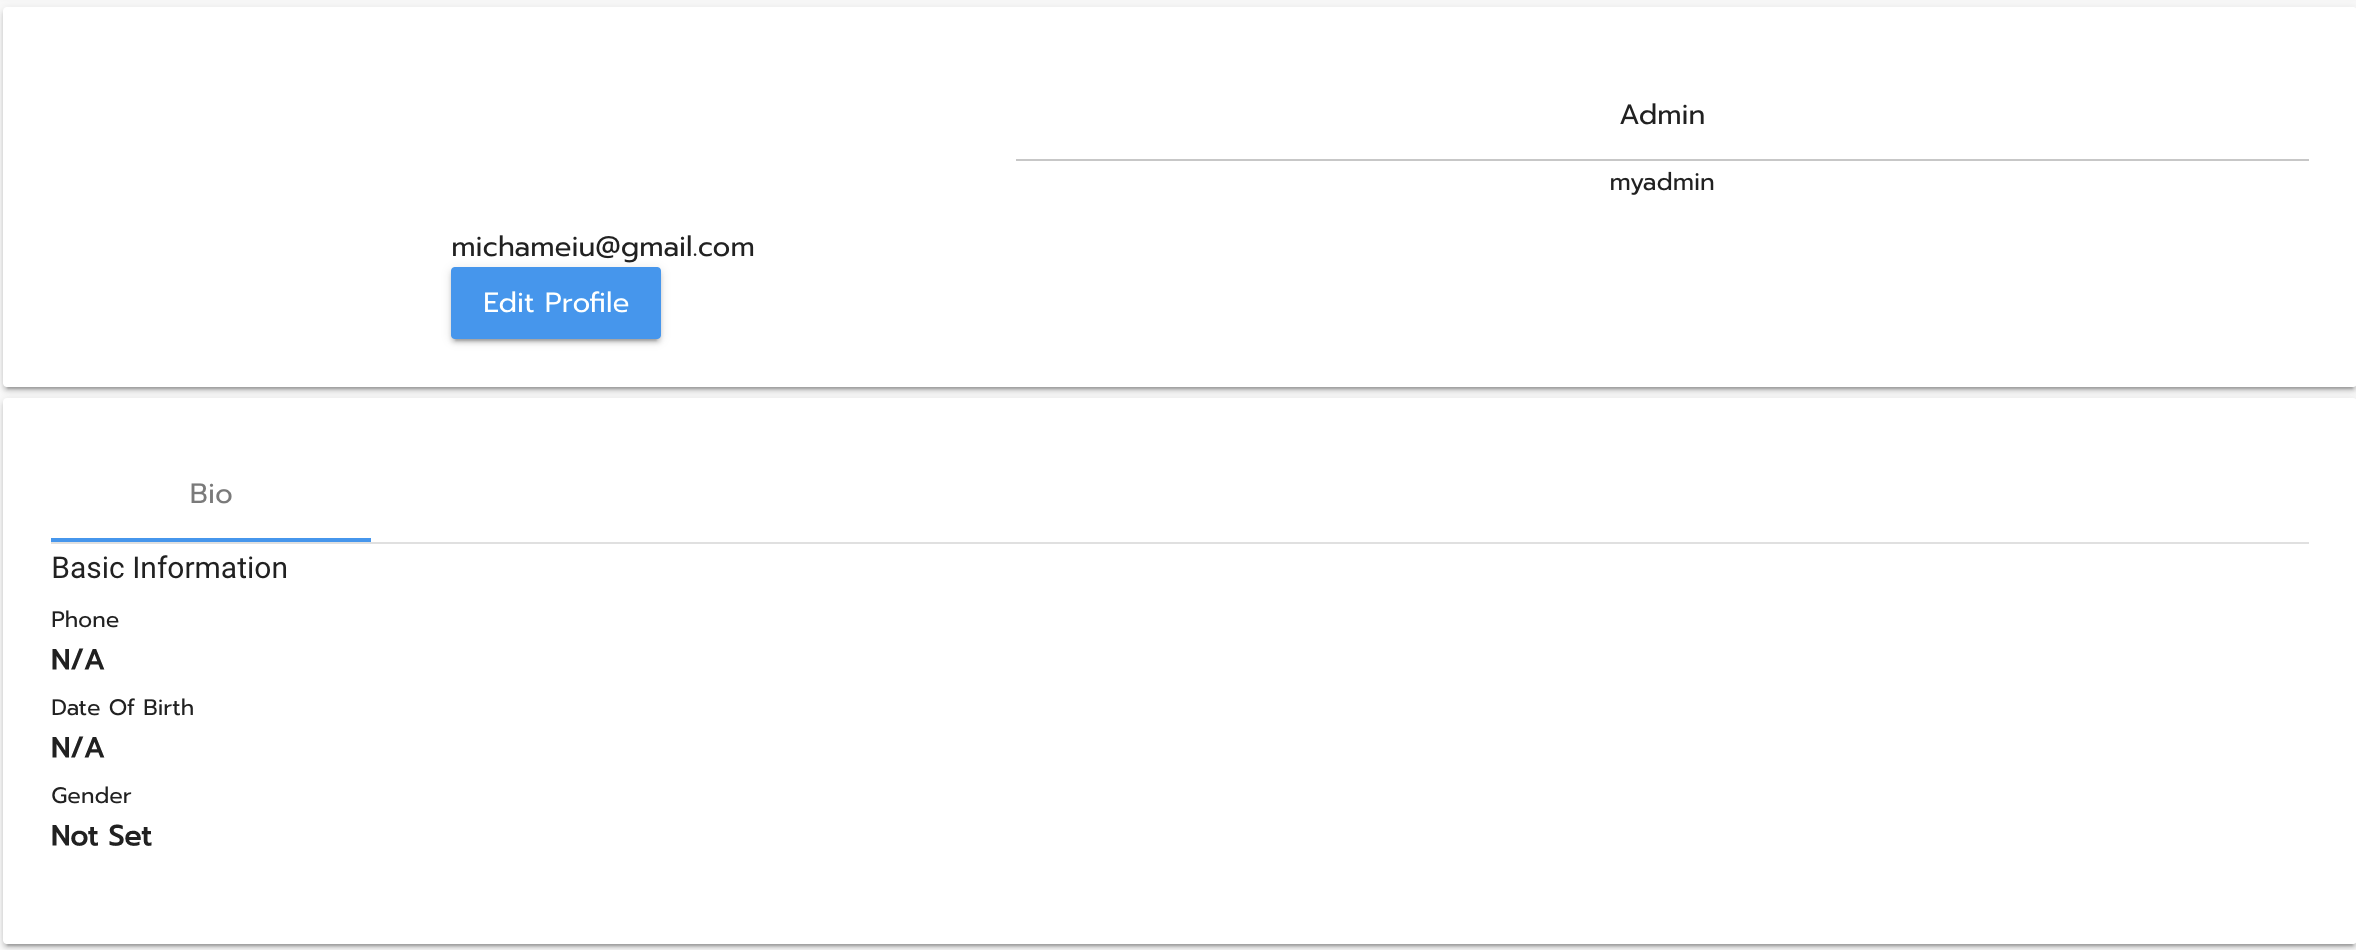 Admin
myadmin
michameiu@gmail.com
Edit Profile
Bio
Basic Information
Phone
N/A
Date Of Birth
N/A
Gender
Not Set